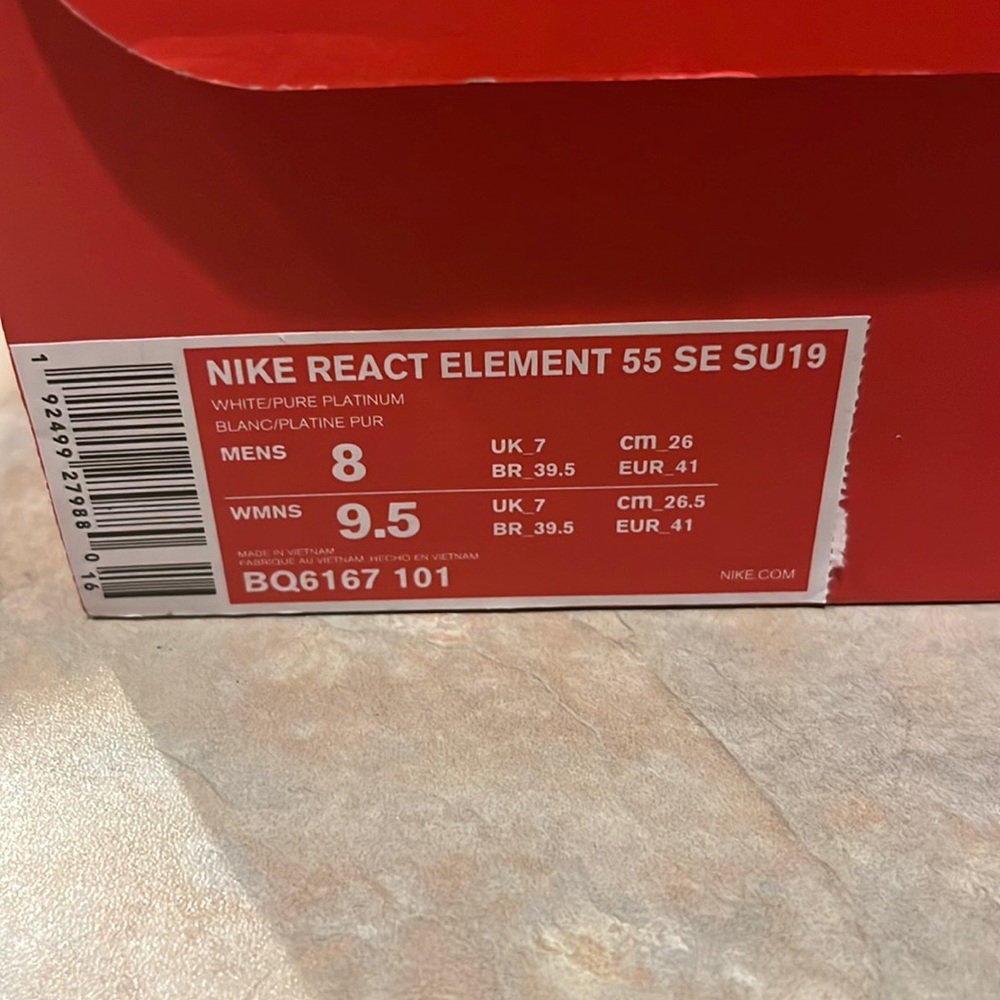 NIKE REACT ELEMENT 55 SE SU19
WHITE/PURE PLATINUM
BLANC/PLATINE PUR
MENS 8 UK_7 cm_26
BR_39.5 EUR_41
WMNS 9.5 UK_7 cm_26.5
BR_39.5 EUR_41
MADE IN VIETNAM
FABRIQUE AU VIETNAM HECHO EN VIETNAM
BQ6167 101
NIKE.COM
1 92499 27988 0 16